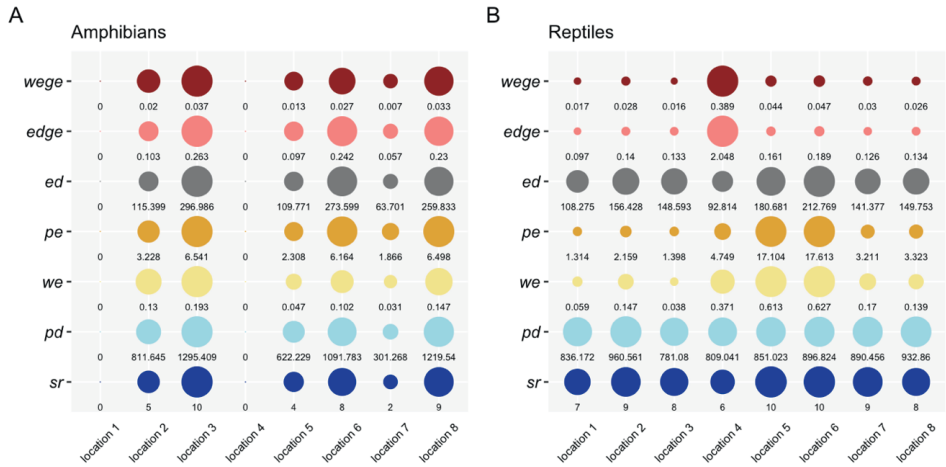 A
Amphibians
wege
0 0.02 0.037 0 0.013 0.027 0.007 0.033
edge
0 0.103 0.263 0 0.097 0.242 0.057 0.23
ed
0 115.399 296.986 0 109.771 273.599 63.701 259.833
pe
0 3.228 6.541 0 2.308 6.164 1.866 6.498
we
0 0.13 0.193 0 0.047 0.102 0.031 0.147
pd
0 811.645 1295.409 0 622.229 1091.783 301.268 1219.54
sr
0 5 10 0 4 8 2 9
location 1 location 2 location 3 location 4 location 5 location 6 location 7 location 8
B
Reptiles
wege
0.017 0.028 0.016 0.389 0.044 0.047 0.03 0.026
edge
0.097 0.14 0.133 2.048 0.161 0.189 0.126 0.134
ed
108.275 156.428 148.593 92.814 180.681 212.769 141.377 149.753
pe
1.314 2.159 1.398 4.749 17.104 17.613 3.211 3.323
we
0.059 0.147 0.038 0.371 0.613 0.627 0.17 0.139
pd
836.172 960.561 781.08 809.041 851.023 896.824 890.456 932.86
sr
7 9 8 6 10 10 9 8
location 1 location 2 location 3 location 4 location 5 location 6 location 7 location 8